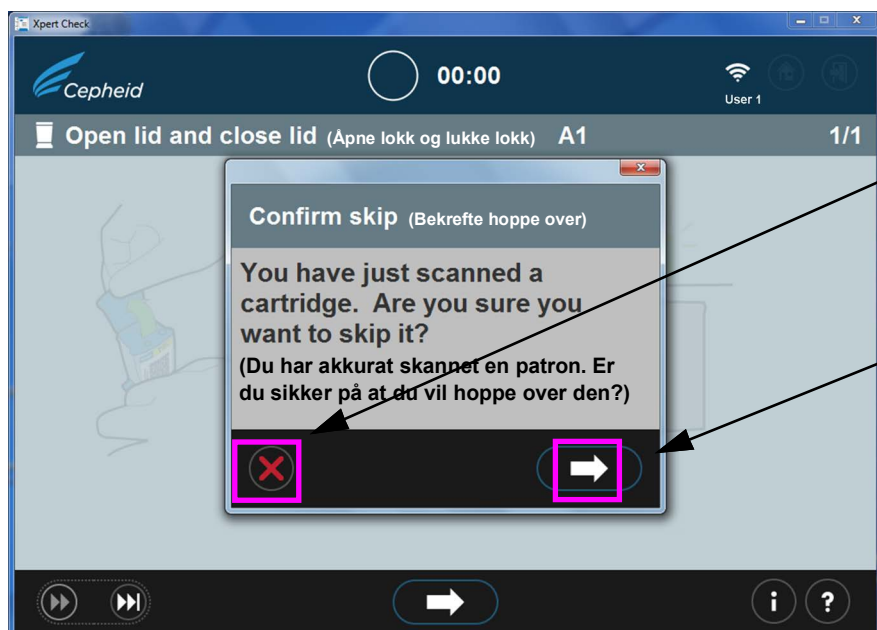 Xpert Check
Cepheid
00:00
User 1
Open lid and close lid (Åpne lokk og lukke lokk) A1 1/1
Confirm skip (Bekrefte hoppe over)
You have just scanned a
cartridge. Are you sure you
want to skip it?
(Du har akkurat skannet en patron. Er
du sikker på at du vil hoppe over den?)
i ?